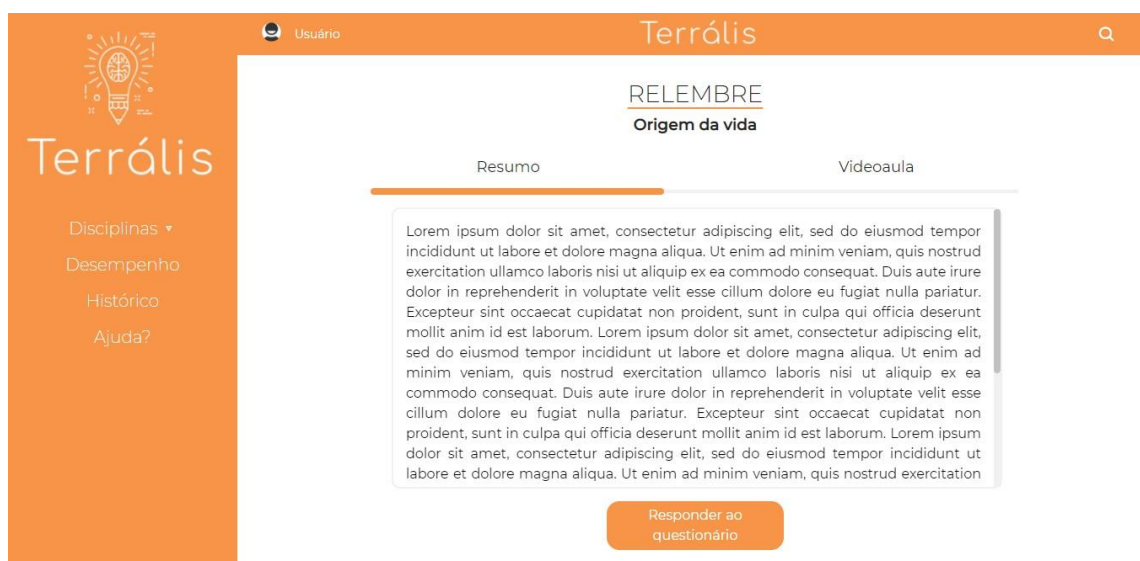 Terrális
Disciplinas ▾
Desempenho
Histórico
Ajuda?
Usuário
Terrális
RELEMBRE
Origem da vida
Resumo
Videoaula
Lorem ipsum dolor sit amet, consectetur adipiscing elit, sed do eiusmod tempor
incididunt ut labore et dolore magna aliqua. Ut enim ad minim veniam, quis nostrud
exercitation ullamco laboris nisi ut aliquip ex ea commodo consequat. Duis aute irure
dolor in reprehenderit in voluptate velit esse cillum dolore eu fugiat nulla pariatur.
Excepteur sint occaecat cupidatat non proident, sunt in culpa qui officia deserunt
mollit anim id est laborum. Lorem ipsum dolor sit amet, consectetur adipiscing elit,
sed do eiusmod tempor incididunt ut labore et dolore magna aliqua. Ut enim ad
minim veniam, quis nostrud exercitation ullamco laboris nisi ut aliquip ex ea
commodo consequat. Duis aute irure dolor in reprehenderit in voluptate velit esse
cillum dolore eu fugiat nulla pariatur. Excepteur sint occaecat cupidatat non
proident, sunt in culpa qui officia deserunt mollit anim id est laborum. Lorem ipsum
dolor sit amet, consectetur adipiscing elit, sed do eiusmod tempor incididunt ut
labore et dolore magna aliqua. Ut enim ad minim veniam, quis nostrud exercitation
Responder ao
questionário